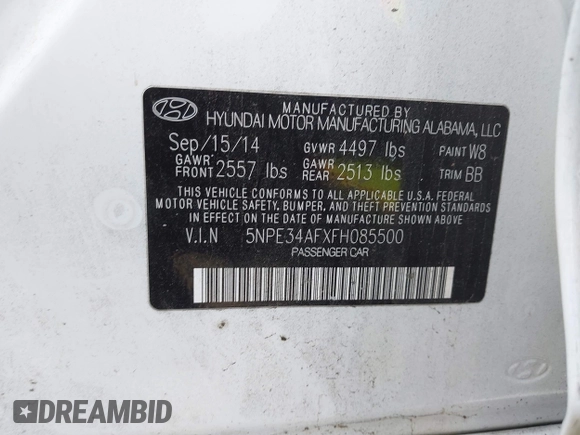 MANUFACTURED BY
HYUNDAI MOTOR MANUFACTURING ALABAMA, LLC
Sep/15/14 GVWR 4497 lbs PAINT W8
GAWR FRONT 2557 lbs GAWR REAR 2513 lbs TRIM BB
THIS VEHICLE CONFORMS TO ALL APPLICABLE U.S.A. FEDERAL
MOTOR VEHICLE SAFETY, BUMPER, AND THEFT PREVENTION
STANDARDS IN EFFECT ON THE DATE OF MANUFACTURE SHOWN
ABOVE.
V.I.N 5NPE34AFXFH085500
PASSENGER CAR
DREAMBID